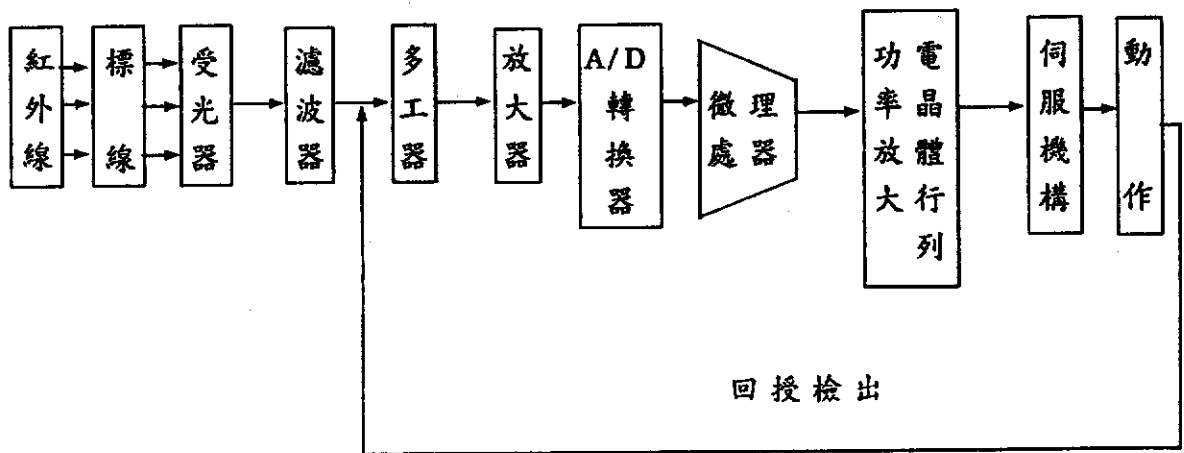 紅外線
標線
受光器
濾波器
多工器
放大器
A/D
轉換器
微處理器
功率放大
電晶體行列
伺服機構
動作
回授檢出